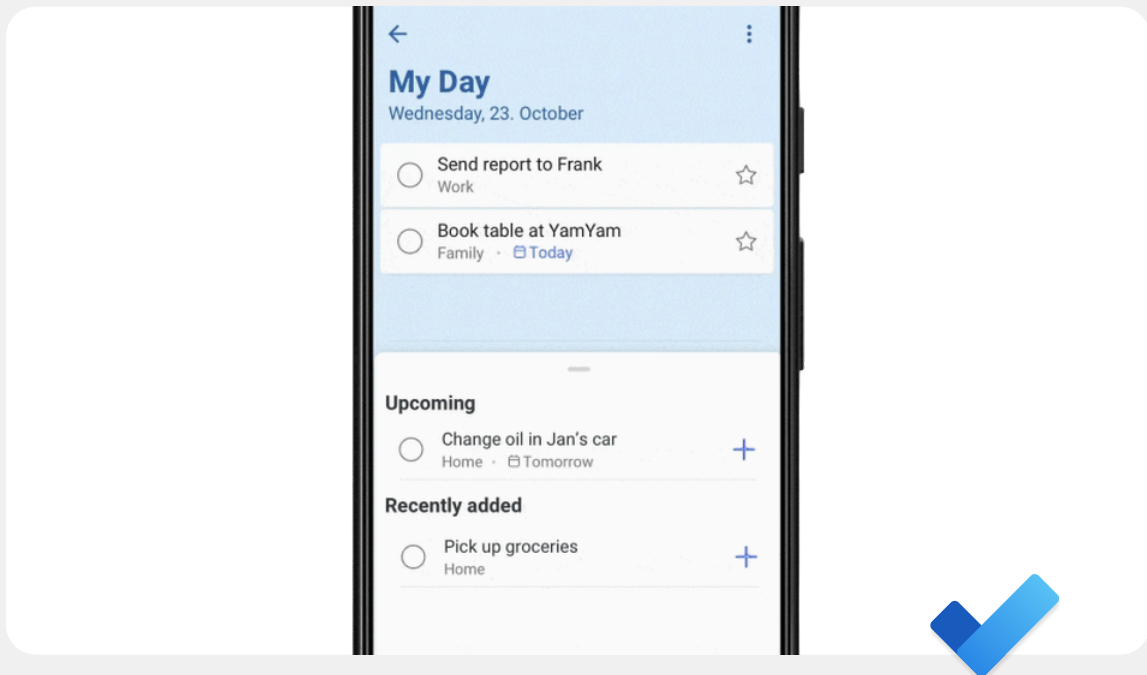 My Day
Wednesday, 23. October
Send report to Frank
Work
Book table at YamYam
Family • Today
Upcoming
Change oil in Jan's car
Home • Tomorrow
Recently added
Pick up groceries
Home